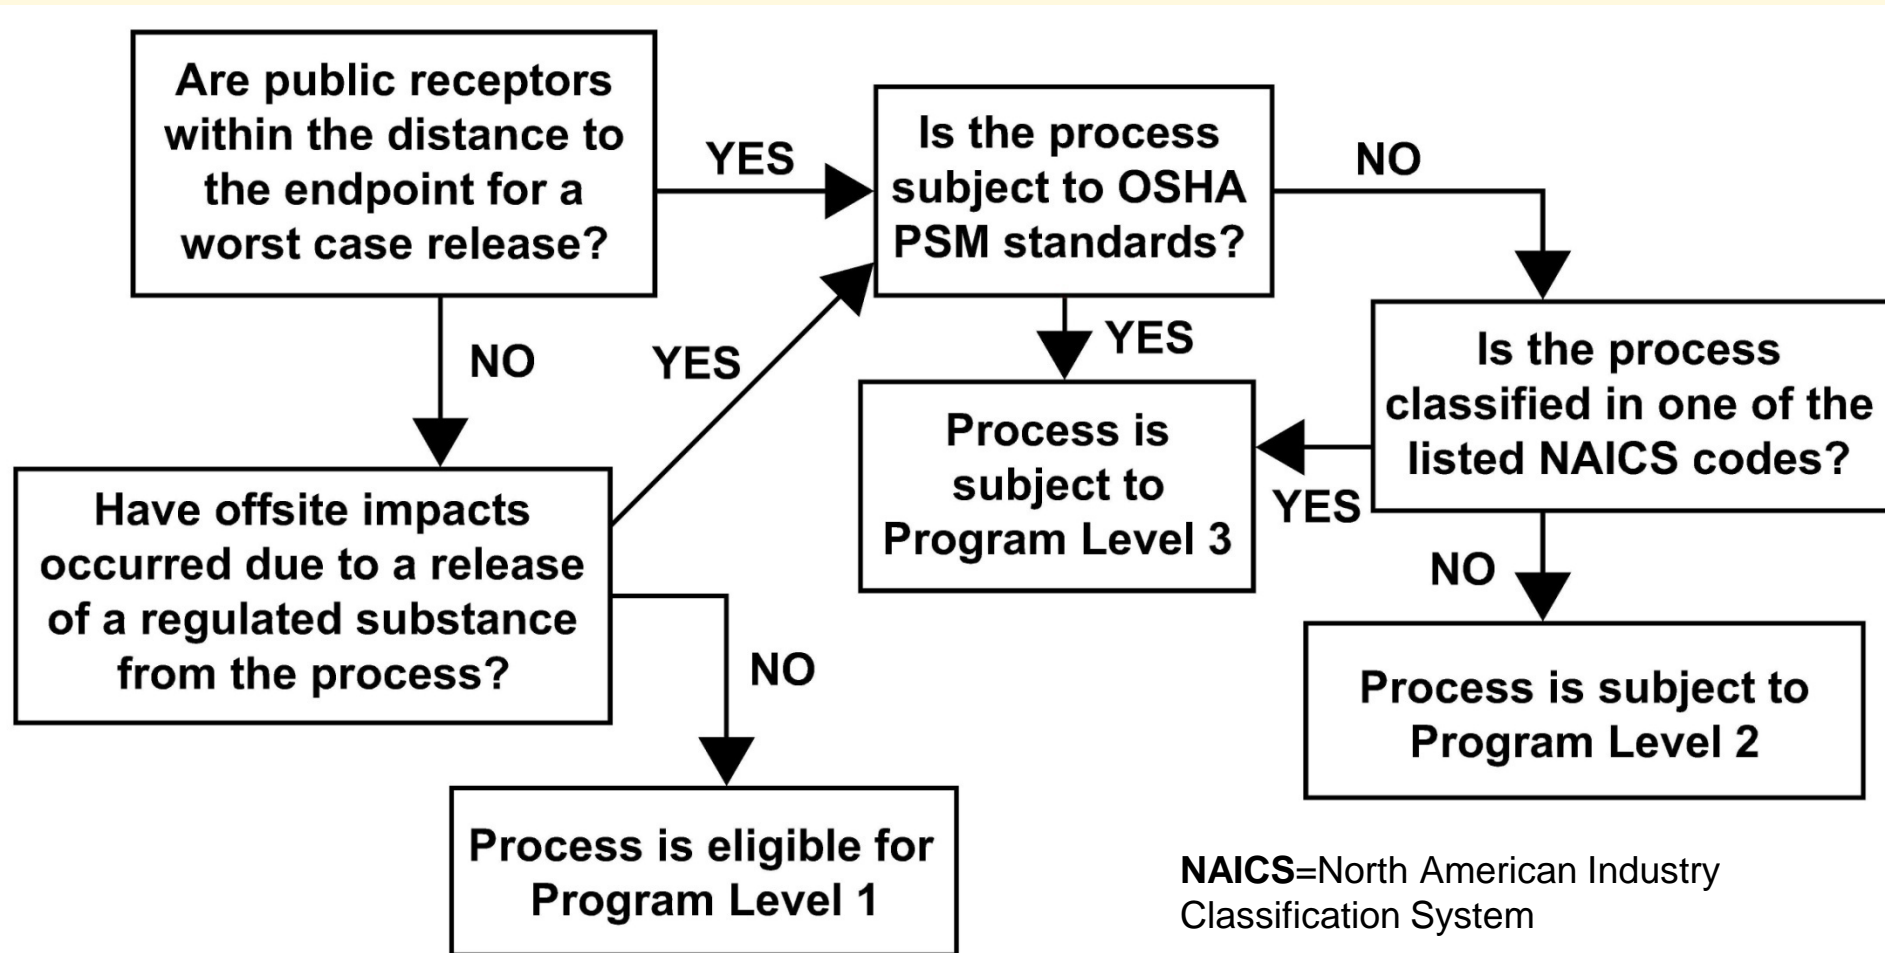 Are public receptors
within the distance to
the endpoint for a
worst case release?
YES
Is the process
subject to OSHA
PSM standards?
NO
NO
YES
YES
Is the process
classified in one of the
listed NAICS codes?
Process is
subject to
Program Level 3
YES
Have offsite impacts
occurred due to a release
of a regulated substance
from the process?
NO
NO
Process is subject to
Program Level 2
Process is eligible for
Program Level 1
NAICS=North American Industry
Classification System